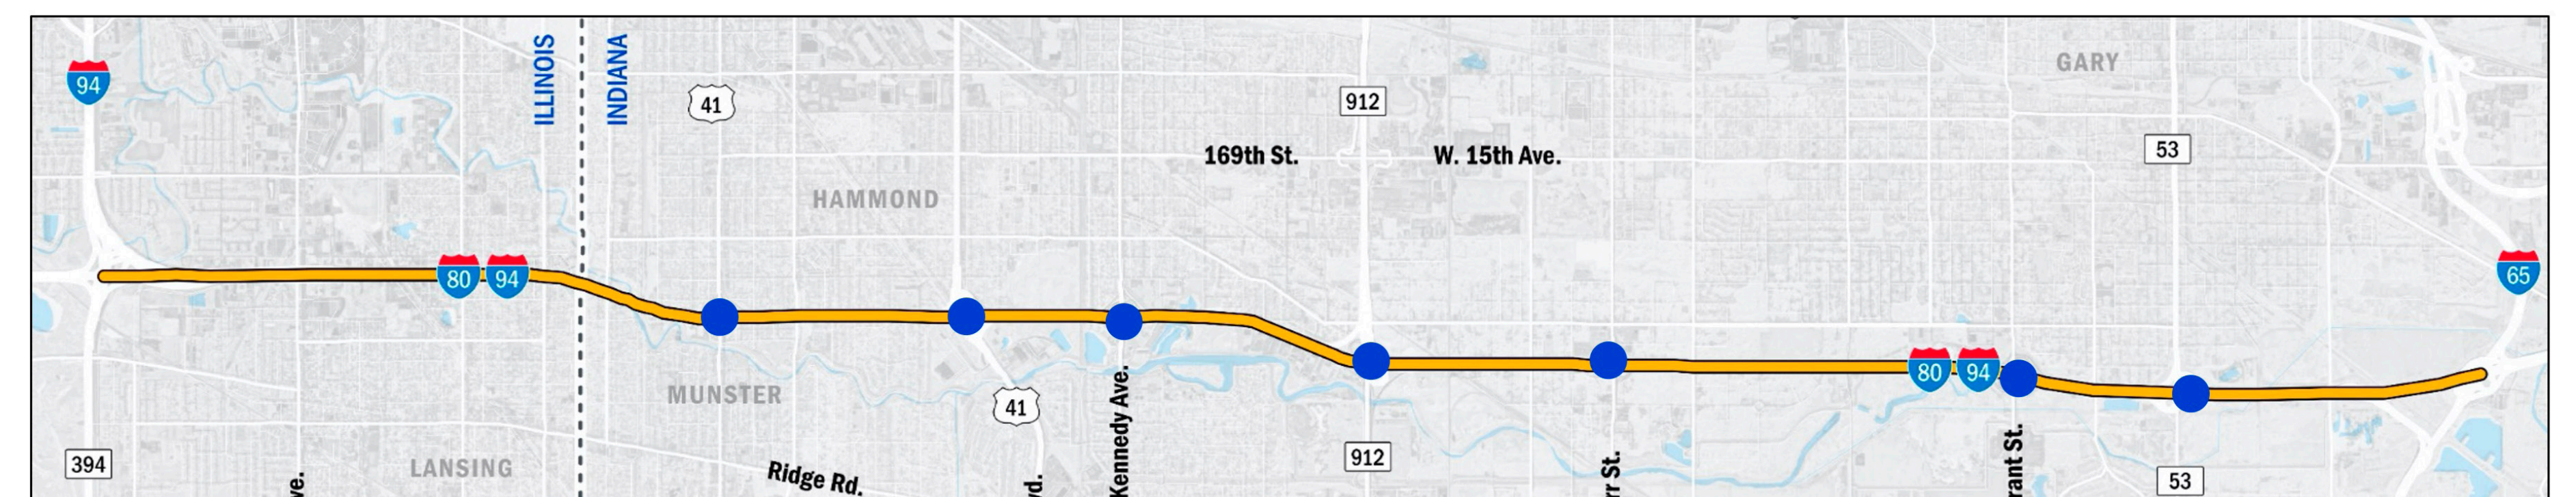 94
ILLINOIS
INDIANA
41
912
GARY
169th St.
W. 15th Ave.
53
HAMMOND
80
94
65
80
94
MUNSTER
41
Kennedy Ave.
394
LANSING
Ridge Rd.
912
53